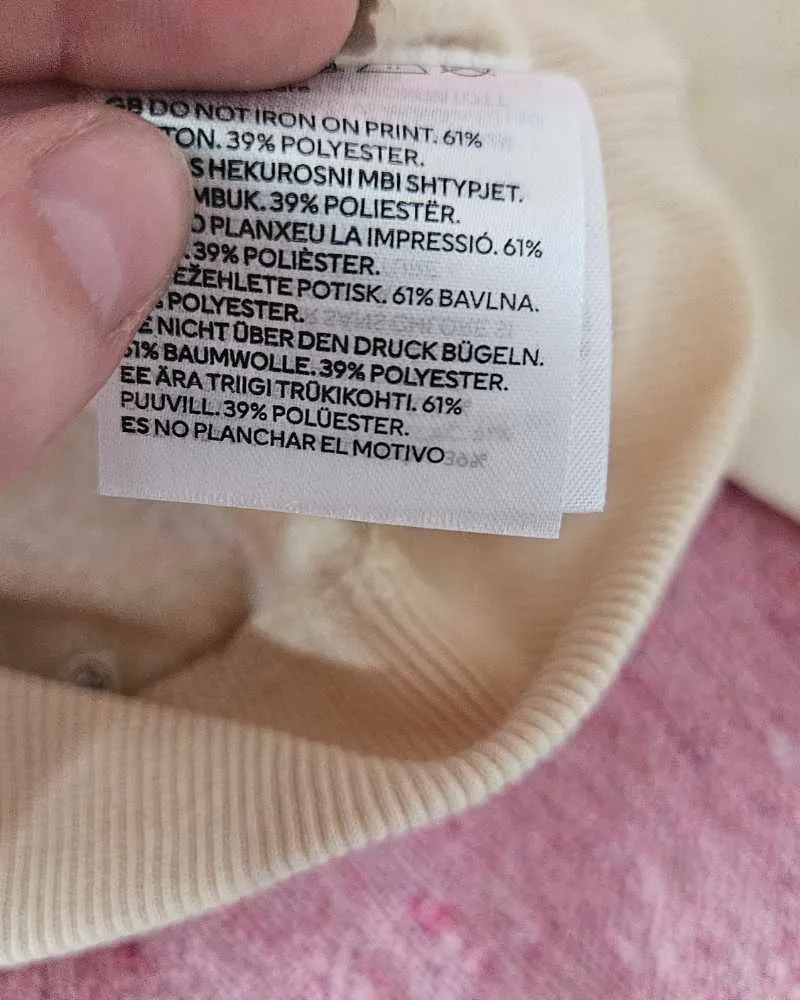 GB DO NOT IRON ON PRINT. 61%
TON. 39% POLYESTER.
S HEKUROSNI MBI SHTYPJET.
MBUK. 39% POLIESTËR.
O PLANXEU LA IMPRESSIÓ. 61%
. 39% POLIÈSTER.
EŽEHLETE POTISK. 61% BAVLNA.
POLYESTER.
E NICHT ÜBER DEN DRUCK BÜGELN.
61% BAUMWOLLE. 39% POLYESTER.
EE ÄRA TRIIGI TRÜKIKOHTI. 61%
PUUVILL. 39% POLÜESTER.
ES NO PLANCHAR EL MOTIVO